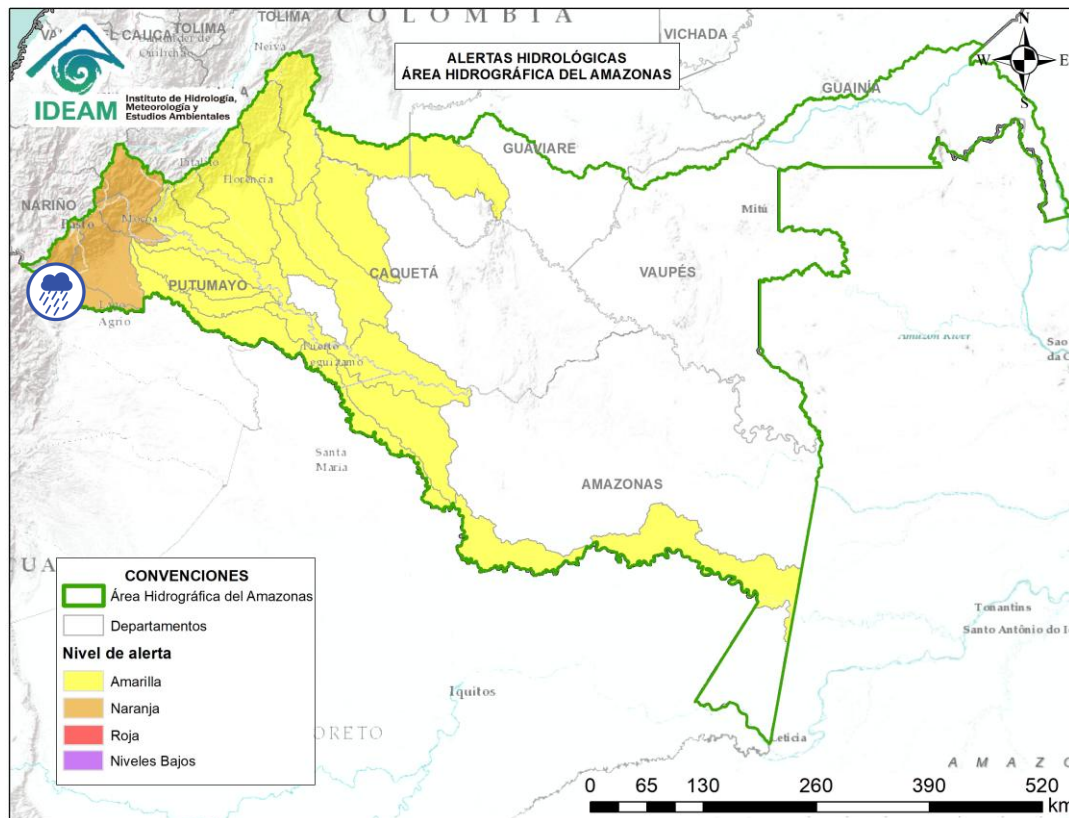 COLOMBIA
TOLIMA
TOLIMA
CAUCA
Neiva
VICHADA
ALERTAS HIDROLÓGICAS
ÁREA HIDROGRÁFICA DEL AMAZONAS
N
W
E
S
IDEAM
Instituto de Hidrología,
Meteorología y
Estudios Ambientales
GUAINÍA
GUAVIARE
Pitalito
Florencia
NARIÑO
Pasto
Mocoa
Mitú
CAQUETÁ
VAUPÉS
PUTUMAYO
Lago
Agrio
Puerto
Leguízamo
Santa
Maria
AMAZONAS
CONVENCIONES
Área Hidrográfica del Amazonas
Departamentos
Nivel de alerta
Amarilla
Naranja
Roja
Niveles Bajos
Tonantins
Santo Antônio do
Iquitos
ORETO
Leticia
0 65 130 260 390 520
km